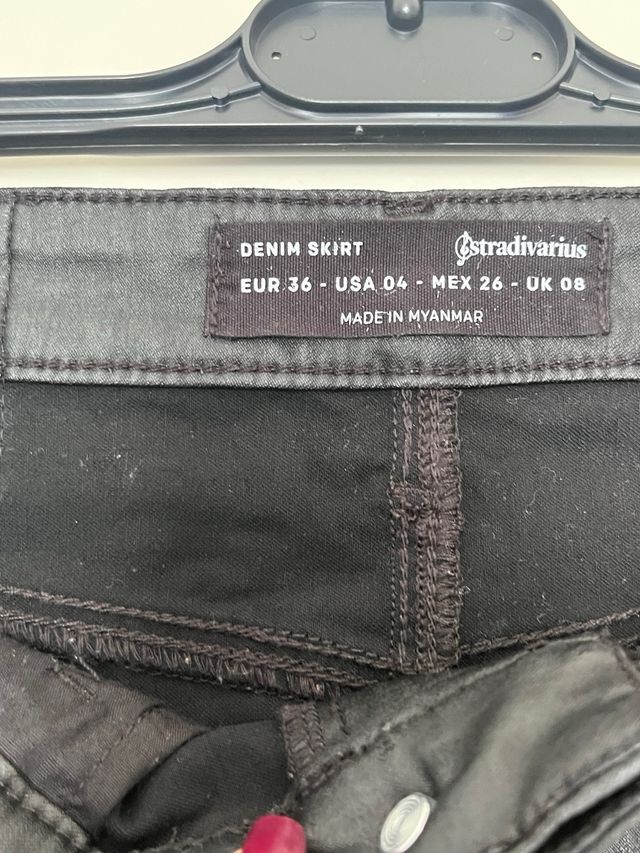 DENIM SKIRT stradivarius
EUR 36 - USA 04 - MEX 26 - UK 08
MADE IN MYANMAR